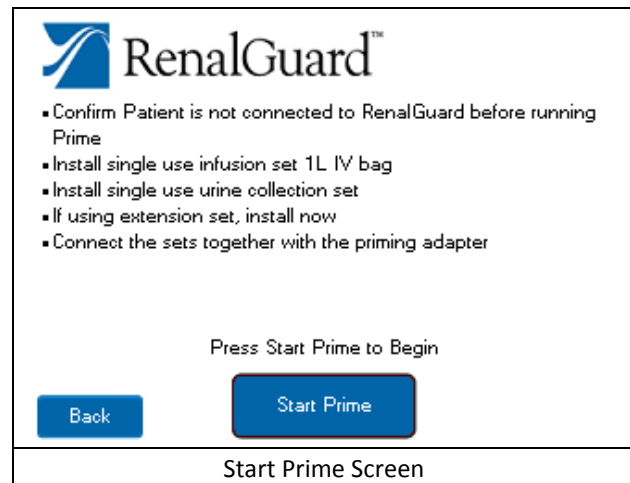 RenalGuard™
▪ Confirm Patient is not connected to RenalGuard before running
Prime
▪ Install single use infusion set 1L IV bag
▪ Install single use urine collection set
▪ If using extension set, install now
▪ Connect the sets together with the priming adapter
Press Start Prime to Begin
Back
Start Prime
Start Prime Screen